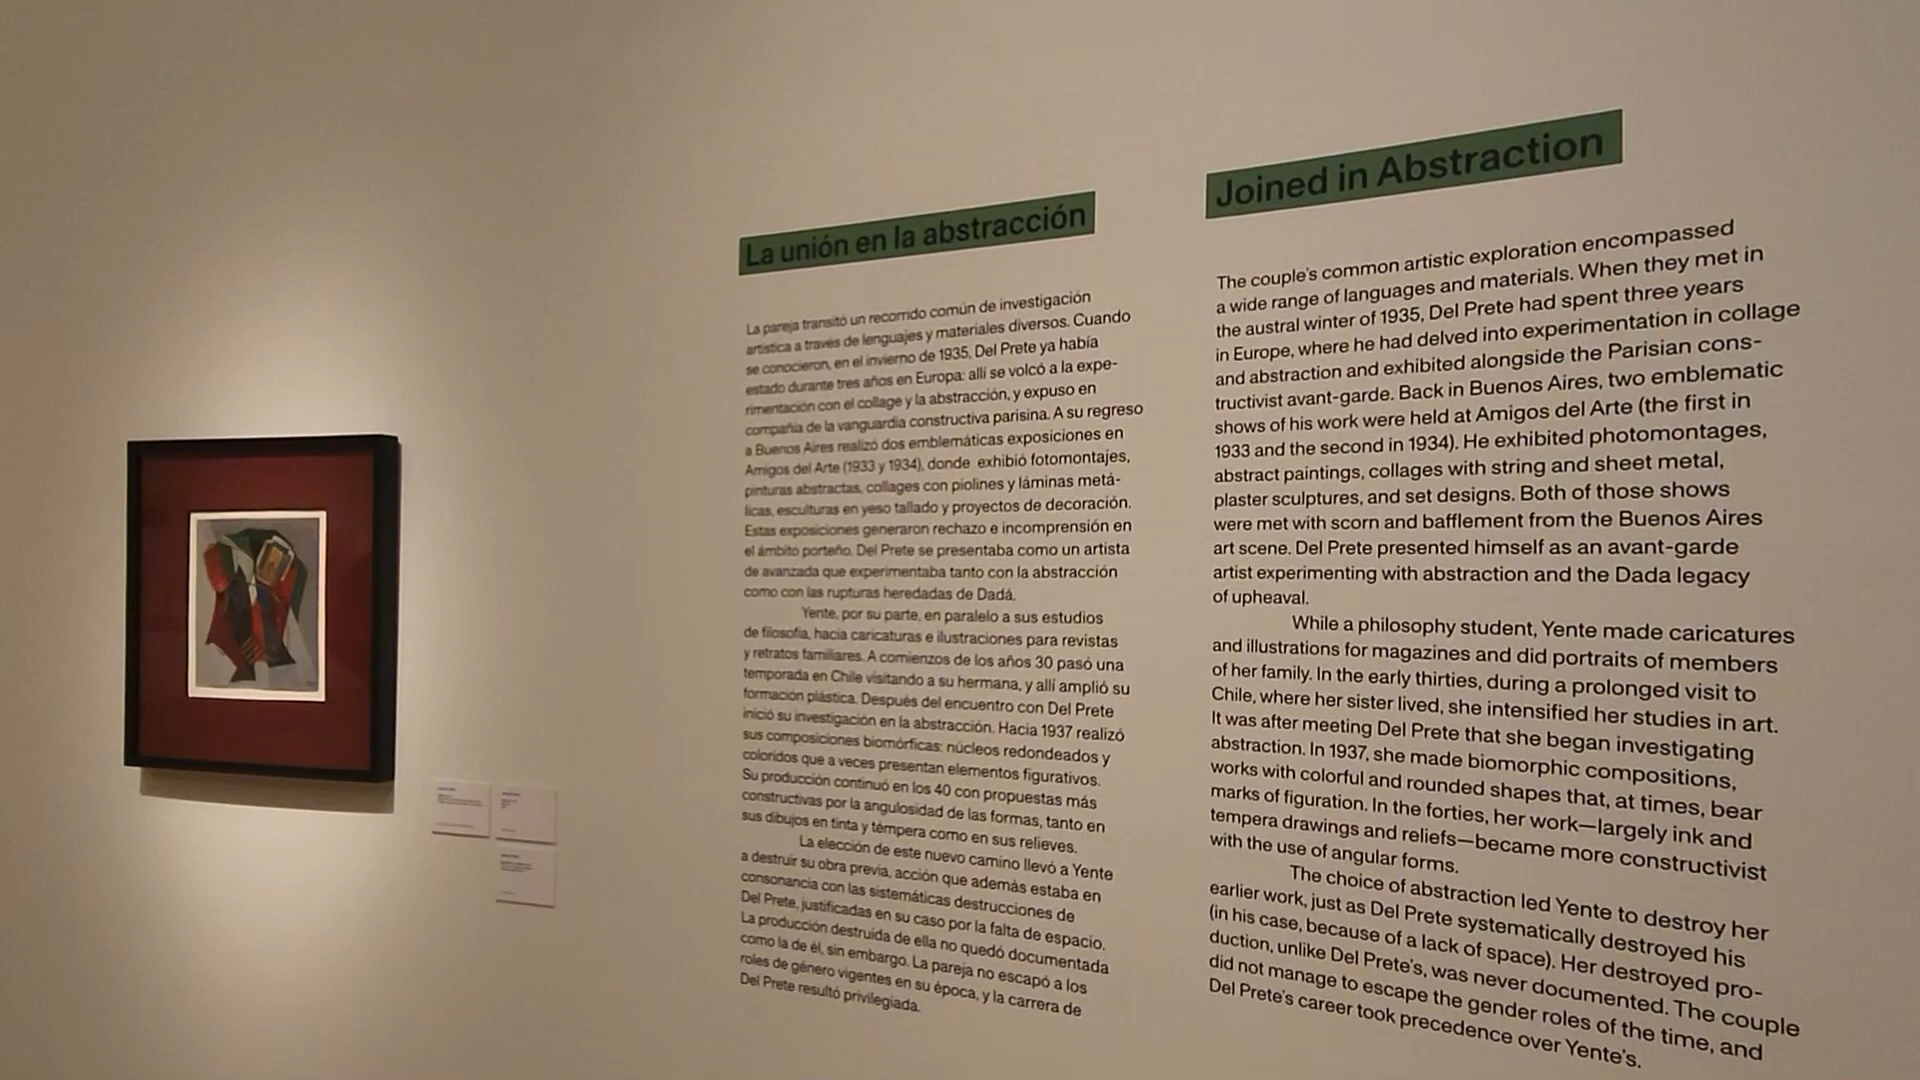 La unión en la abstracción
La pareja transitó un recorrido común de investigación
artística a través de lenguajes y materiales diversos. Cuando
se conocieron, en el invierno de 1935, Del Prete ya había
estado durante tres años en Europa: allí se volcó a la expe-
rimentación con el collage y la abstracción, y expuso en
compañía de la vanguardia constructiva parisina. A su regreso
a Buenos Aires realizó dos emblemáticas exposiciones en
Amigos del Arte (1933 y 1934), donde exhibió fotomontajes,
pinturas abstractas, collages con piolines y láminas metá-
licas, esculturas en yeso tallado y proyectos de decoración.
Estas exposiciones generaron rechazo e incomprensión en
el ámbito porteño. Del Prete se presentaba como un artista
de avanzada que experimentaba tanto con la abstracción
como con las rupturas heredadas de Dadá.
Yente, por su parte, en paralelo a sus estudios
de filosofía, hacía caricaturas e ilustraciones para revistas
y retratos familiares. A comienzos de los años 30 pasó una
temporada en Chile visitando a su hermana, y allí amplió su
formación plástica. Después del encuentro con Del Prete
inició su investigación en la abstracción. Hacia 1937 realizó
sus composiciones biomórficas: núcleos redondeados y
coloridos que a veces presentan elementos figurativos.
Su producción continuó en los 40 con propuestas más
constructivas por la angulosidad de las formas, tanto en
sus dibujos en tinta y témpera como en sus relieves.
La elección de este nuevo camino llevó a Yente
a destruir su obra previa, acción que además estaba en
consonancia con las sistemáticas destrucciones de
Del Prete, justificadas en su caso por la falta de espacio.
La producción destruida de ella no quedó documentada
como la de él, sin embargo. La pareja no escapó a los
roles de género vigentes en su época, y la carrera de
Del Prete resultó privilegiada.
Joined in Abstraction
The couple's common artistic exploration encompassed
a wide range of languages and materials. When they met in
the austral winter of 1935, Del Prete had spent three years
in Europe, where he had delved into experimentation in collage
and abstraction and exhibited alongside the Parisian cons-
tructivist avant-garde. Back in Buenos Aires, two emblematic
shows of his work were held at Amigos del Arte (the first in
1933 and the second in 1934). He exhibited photomontages,
abstract paintings, collages with string and sheet metal,
plaster sculptures, and set designs. Both of those shows
were met with scorn and bafflement from the Buenos Aires
art scene. Del Prete presented himself as an avant-garde
artist experimenting with abstraction and the Dada legacy
of upheaval.
While a philosophy student, Yente made caricatures
and illustrations for magazines and did portraits of members
of her family. In the early thirties, during a prolonged visit to
Chile, where her sister lived, she intensified her studies in art.
It was after meeting Del Prete that she began investigating
abstraction. In 1937, she made biomorphic compositions,
works with colorful and rounded shapes that, at times, bear
marks of figuration. In the forties, her work—largely ink and
tempera drawings and reliefs—became more constructivist
with the use of angular forms.
The choice of abstraction led Yente to destroy her
earlier work, just as Del Prete systematically destroyed his
(in his case, because of a lack of space). Her destroyed pro-
duction, unlike Del Prete's, was never documented. The couple
did not manage to escape the gender roles of the time, and
Del Prete's career took precedence over Yente's.